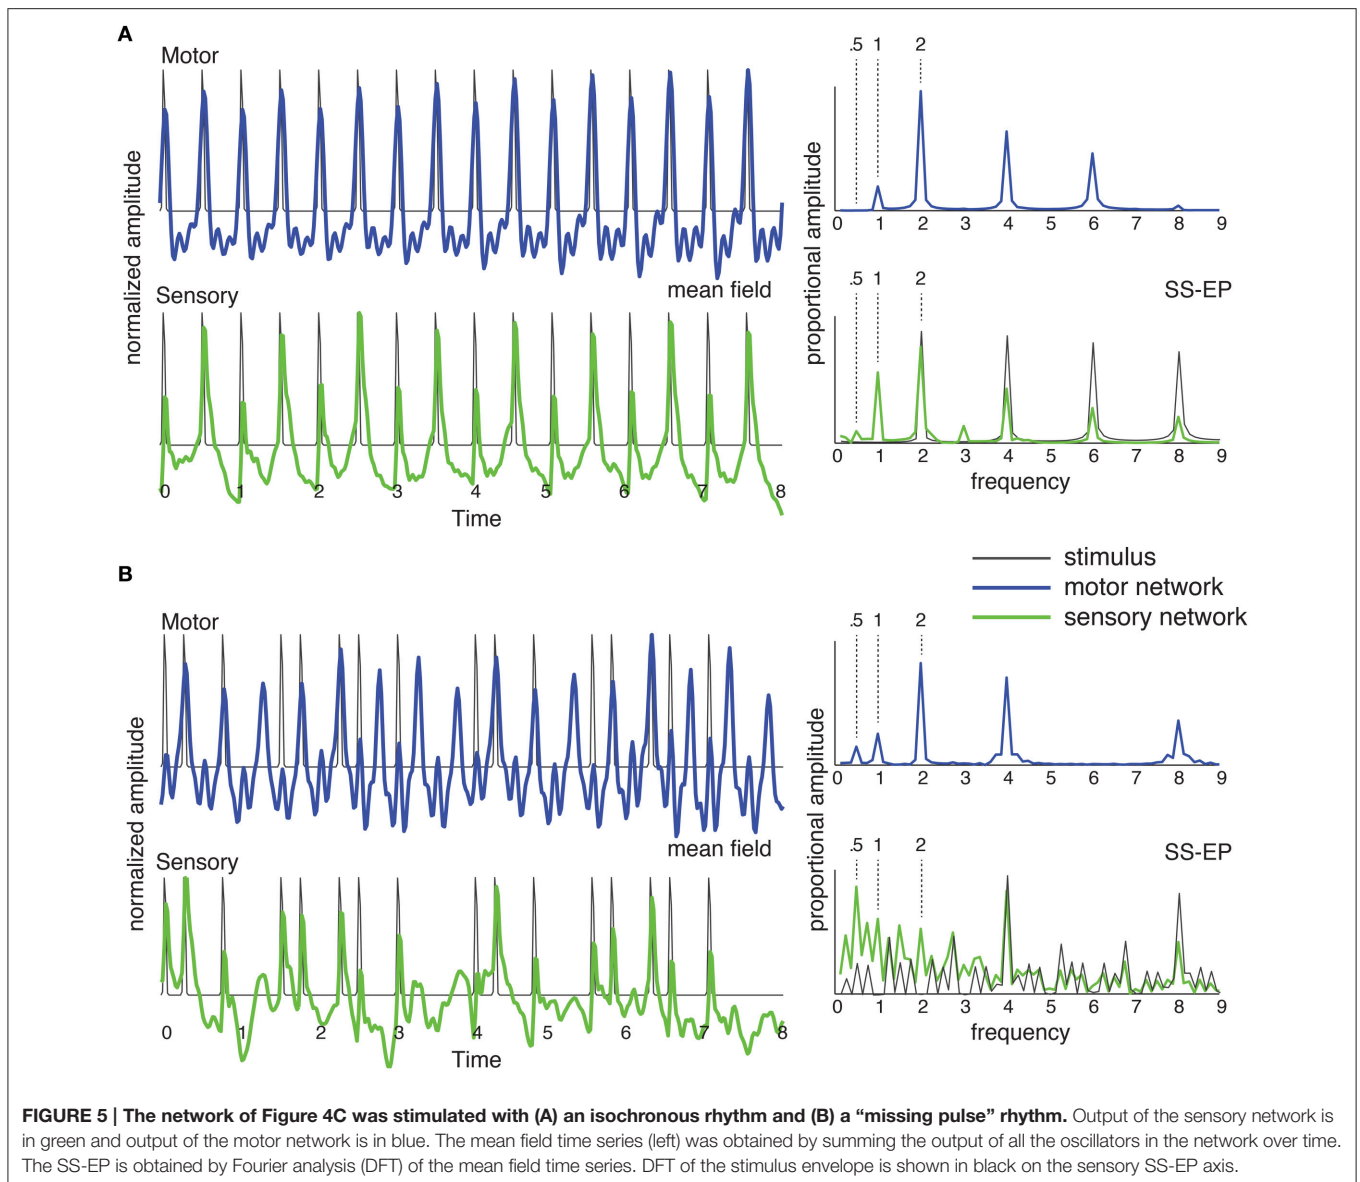 A
Motor
normalized amplitude
mean field
Sensory
0 1 2 3 4 5 6 7 8
Time
.5 1 2
proportional amplitude
0 1 2 3 4 5 6 7 8 9
.5 1 2
SS-EP
0 1 2 3 4 5 6 7 8 9
frequency
stimulus
motor network
sensory network
B
Motor
normalized amplitude
mean field
Sensory
0 1 2 3 4 5 6 7 8
Time
.5 1 2
proportional amplitude
0 1 2 3 4 5 6 7 8 9
.5 1 2
SS-EP
0 1 2 3 4 5 6 7 8 9
frequency
FIGURE 5 | The network of Figure 4C was stimulated with (A) an isochronous rhythm and (B) a “missing pulse” rhythm. Output of the sensory network is
in green and output of the motor network is in blue. The mean field time series (left) was obtained by summing the output of all the oscillators in the network over time.
The SS-EP is obtained by Fourier analysis (DFT) of the mean field time series. DFT of the stimulus envelope is shown in black on the sensory SS-EP axis.